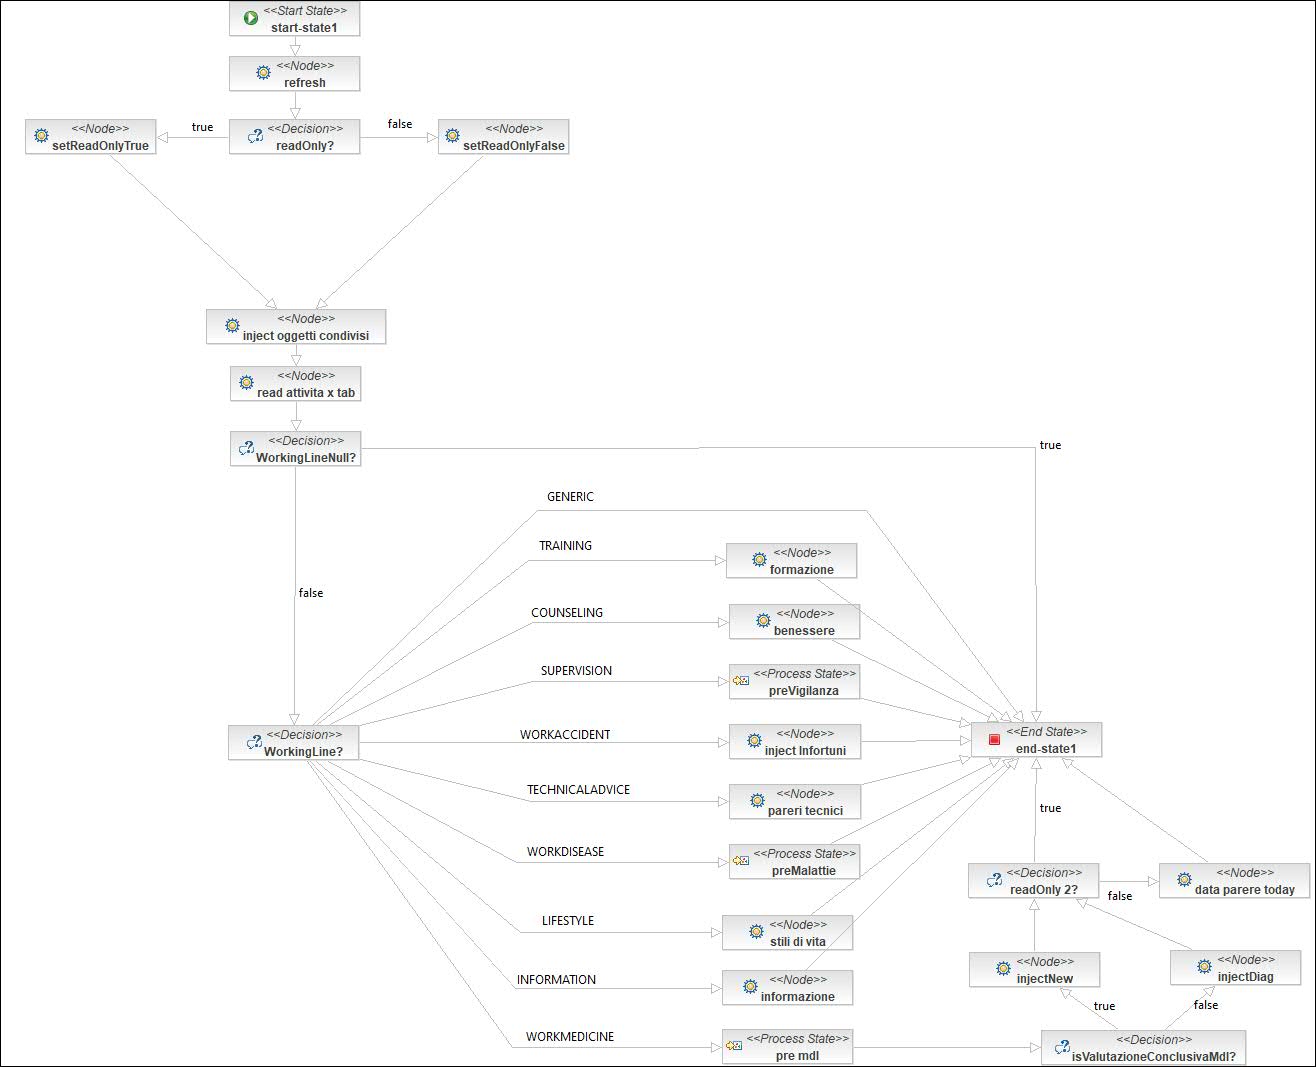 <<Start State>>
start-state1
<<Node>>
refresh
<<Node>>
setReadOnlyTrue
true
<<Decision>>
readOnly?
false
<<Node>>
setReadOnlyFalse
<<Node>>
inject oggetti condivisi
<<Node>>
read attivita x tab
<<Decision>>
WorkingLineNull?
true
false
GENERIC
TRAINING
<<Node>>
formazione
COUNSELING
<<Node>>
benessere
SUPERVISION
<<Process State>>
preVigilanza
<<Decision>>
WorkingLine?
WORKACCIDENT
<<Node>>
inject Infortuni
<<End State>>
end-state1
TECHNICALADVICE
<<Node>>
pareri tecnici
true
WORKDISEASE
<<Process State>>
preMalattie
<<Decision>>
readOnly 2?
false
<<Node>>
data parere today
LIFESTYLE
<<Node>>
stili di vita
INFORMATION
<<Node>>
informazione
<<Node>>
injectNew
<<Node>>
injectDiag
true
false
WORKMEDICINE
<<Process State>>
pre mdl
<<Decision>>
isValutazioneConclusivaMdl?